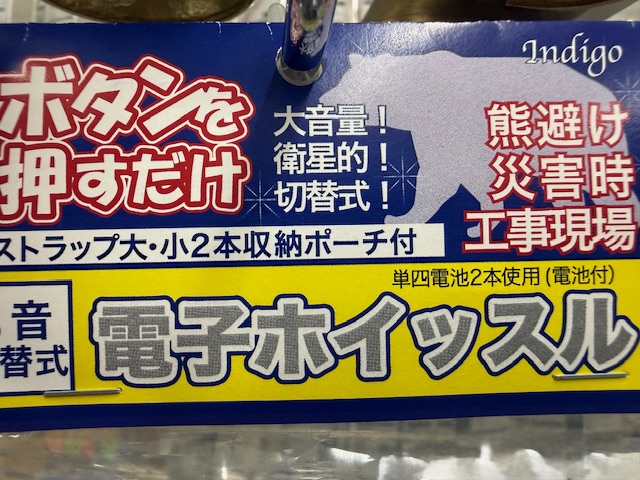 Indigo
ボタンを
押すだけ
大音量！
衛星的！
切替式！
熊避け
災害時
工事現場
ストラップ大・小2本収納ポーチ付
単四電池2本使用(電池付)
音
替式
電子ホイッスル